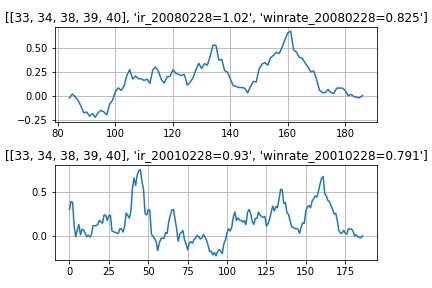 [[33, 34, 38, 39, 40], 'ir_20080228=1.02', 'winrate_20080228=0.825']
0.50
0.25
0.00
−0.25
80 100 120 140 160 180
[[33, 34, 38, 39, 40], 'ir_20010228=0.93', 'winrate_20010228=0.791']
0.5
0.0
0 25 50 75 100 125 150 175